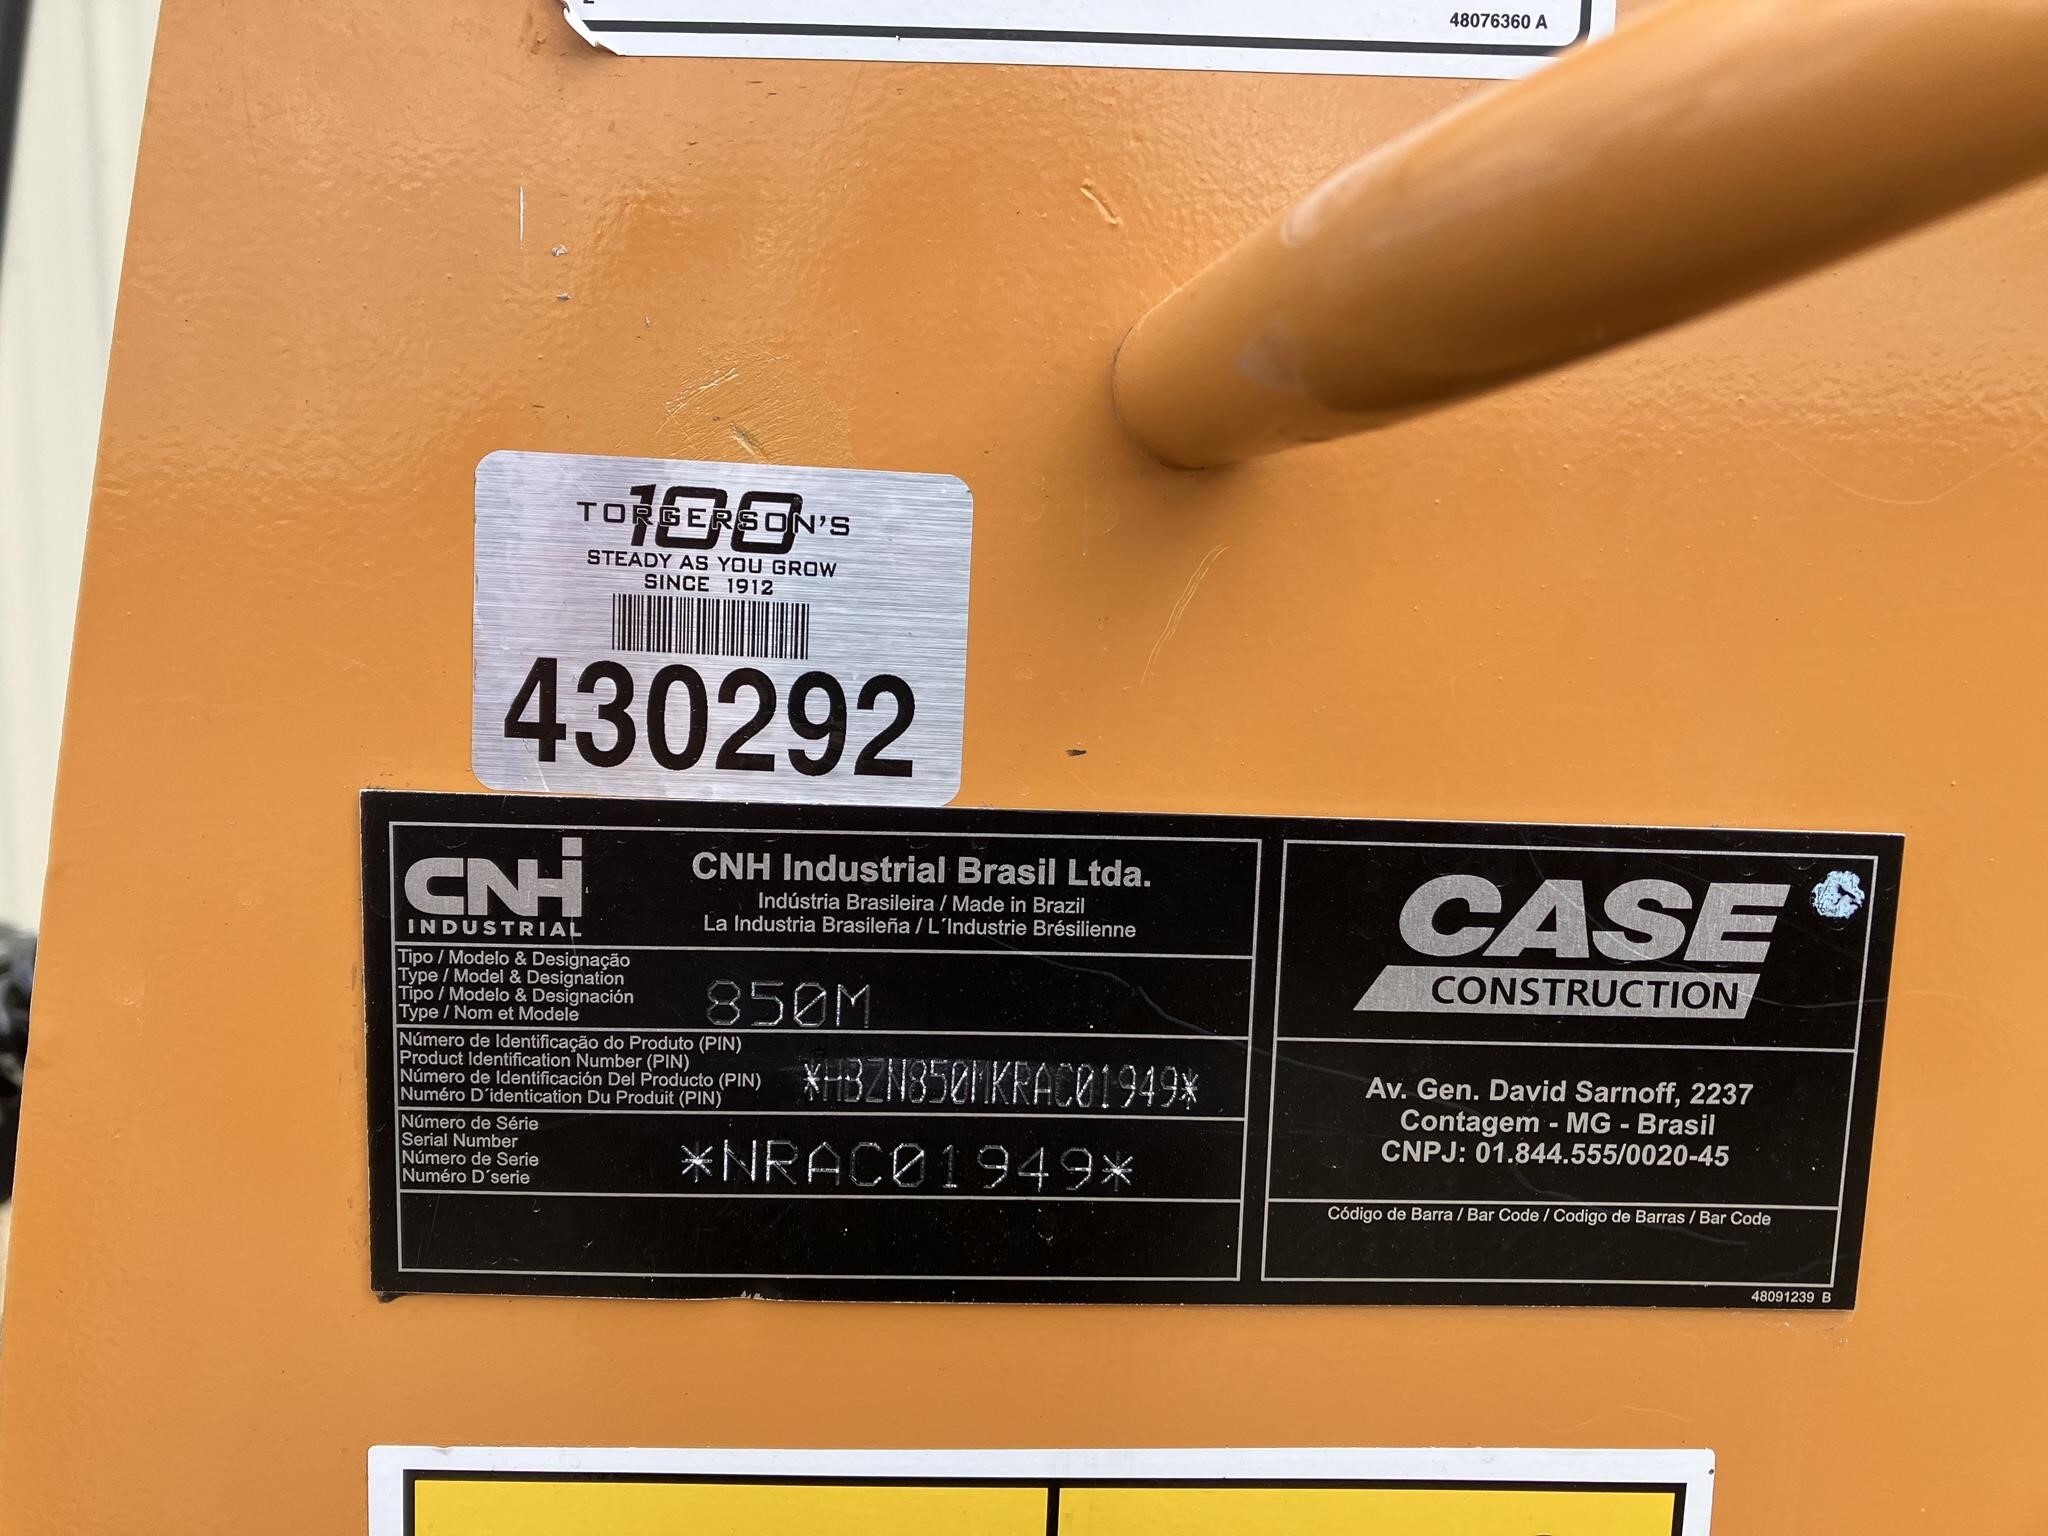 48076360 A
100
TORGERSON'S
STEADY AS YOU GROW
SINCE 1912
430292
CNH
INDUSTRIAL
CNH Industrial Brasil Ltda.
Indústria Brasileira / Made in Brazil
La Industria Brasileña / L´Industrie Brésilienne
Tipo / Modelo & Designação
Type / Model & Designation
Tipo / Modelo & Designación
Type / Nom et Modele
850M
Número de Identificação do Produto (PIN)
Product Identification Number (PIN)
Número de Identificación Del Producto (PIN)
Numéro D´identication Du Produit (PIN)
*HBZN850MKRAC01949*
Número de Série
Serial Number
Número de Serie
Numéro D´serie
*NRAC01949*
CASE
CONSTRUCTION
Av. Gen. David Sarnoff, 2237
Contagem - MG - Brasil
CNPJ: 01.844.555/0020-45
Código de Barra / Bar Code / Codigo de Barras / Bar Code
48091239 B